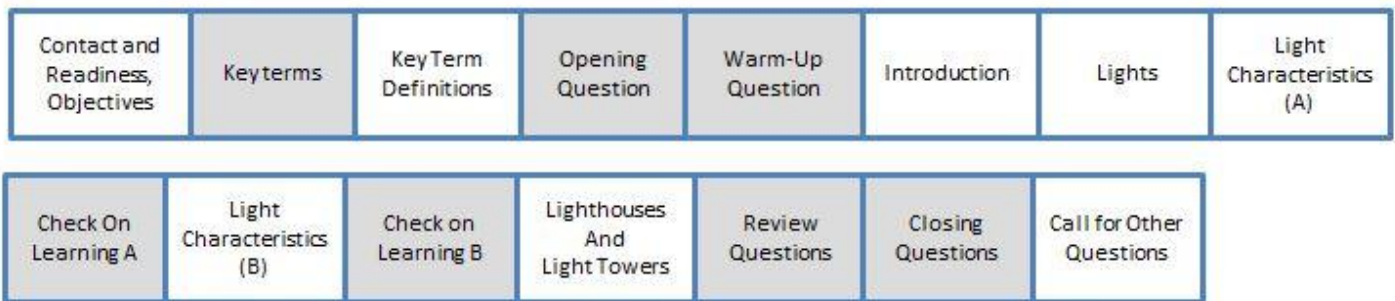 Contact and
Readiness,
Objectives
Key terms
Key Term
Definitions
Opening
Question
Warm-Up
Question
Introduction
Lights
Light
Characteristics
(A)
Check On
Learning A
Light
Characteristics
(B)
Check on
Learning B
Lighthouses
And
Light Towers
Review
Questions
Closing
Questions
Call for Other
Questions